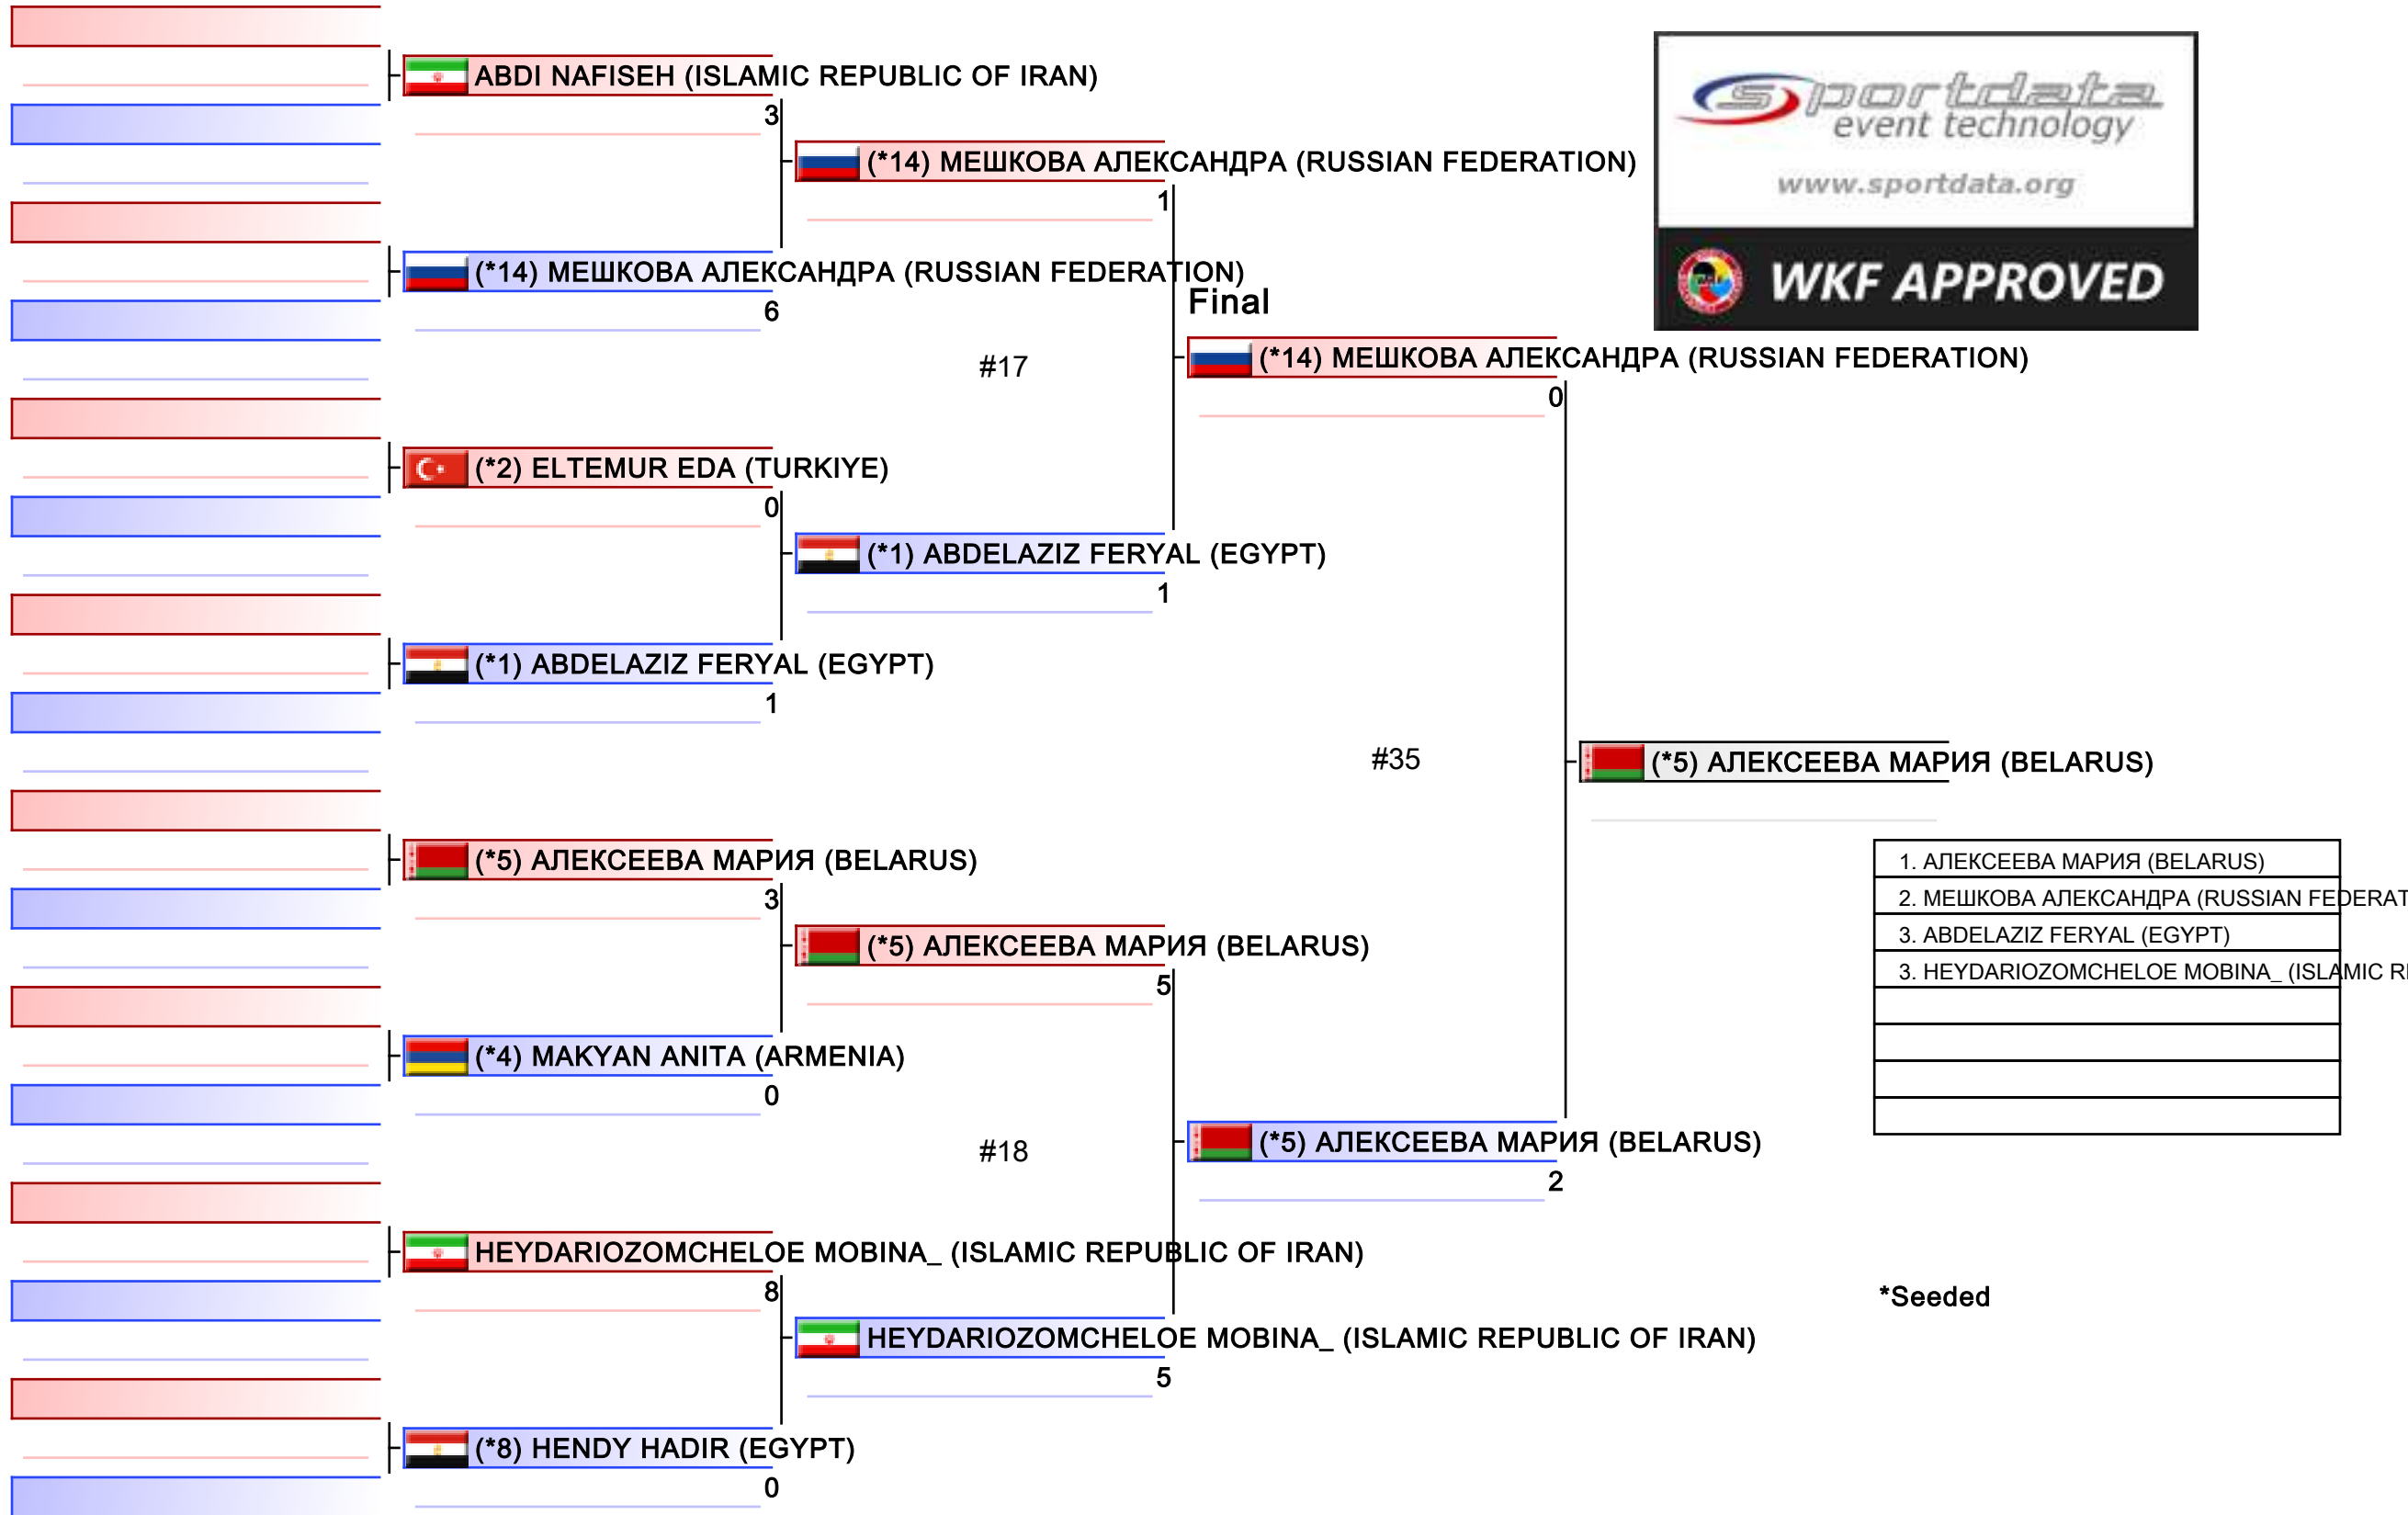 ABDI NAFISEH (ISLAMIC REPUBLIC OF IRAN)
3
(*14) МЕШКОВА АЛЕКСАНДРА (RUSSIAN FEDERATION)
1
(*14) МЕШКОВА АЛЕКСАНДРА (RUSSIAN FEDERATION)
6
Final
#17
(*14) МЕШКОВА АЛЕКСАНДРА (RUSSIAN FEDERATION)
0
(*2) ELTEMUR EDA (TURKIYE)
0
(*1) ABDELAZIZ FERYAL (EGYPT)
1
(*1) ABDELAZIZ FERYAL (EGYPT)
1
#35
(*5) АЛЕКСЕЕВА МАРИЯ (BELARUS)
(*5) АЛЕКСЕЕВА МАРИЯ (BELARUS)
3
(*5) АЛЕКСЕЕВА МАРИЯ (BELARUS)
5
(*4) MAKYAN ANITA (ARMENIA)
0
#18
(*5) АЛЕКСЕЕВА МАРИЯ (BELARUS)
2
HEYDARIOZOMCHELOE MOBINA_ (ISLAMIC REPUBLIC OF IRAN)
8
HEYDARIOZOMCHELOE MOBINA_ (ISLAMIC REPUBLIC OF IRAN)
5
(*8) HENDY HADIR (EGYPT)
0
sportdata
event technology
www.sportdata.org
WKF APPROVED
1. АЛЕКСЕЕВА МАРИЯ (BELARUS)
2. МЕШКОВА АЛЕКСАНДРА (RUSSIAN FEDERAT
3. ABDELAZIZ FERYAL (EGYPT)
3. HEYDARIOZOMCHELOE MOBINA_ (ISLAMIC R
*Seeded